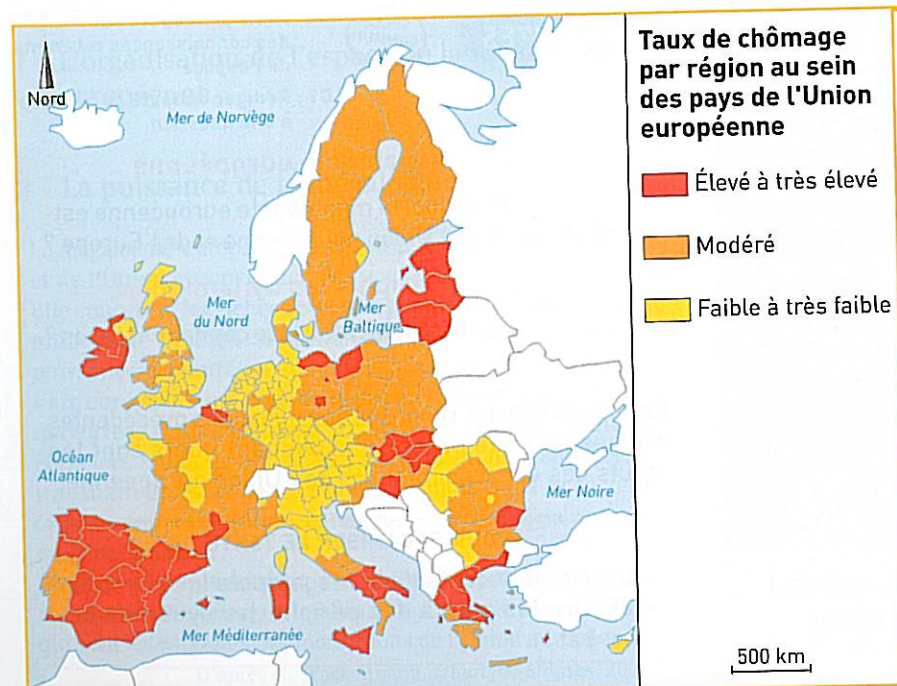 Nord
Mer de Norvège
Mer
du Nord
Mer
Baltique
Océan
Atlantique
Mer Noire
Mer Méditerranée
Taux de chômage
par région au sein
des pays de l'Union
européenne
Élevé à très élevé
Modéré
Faible à très faible
500 km